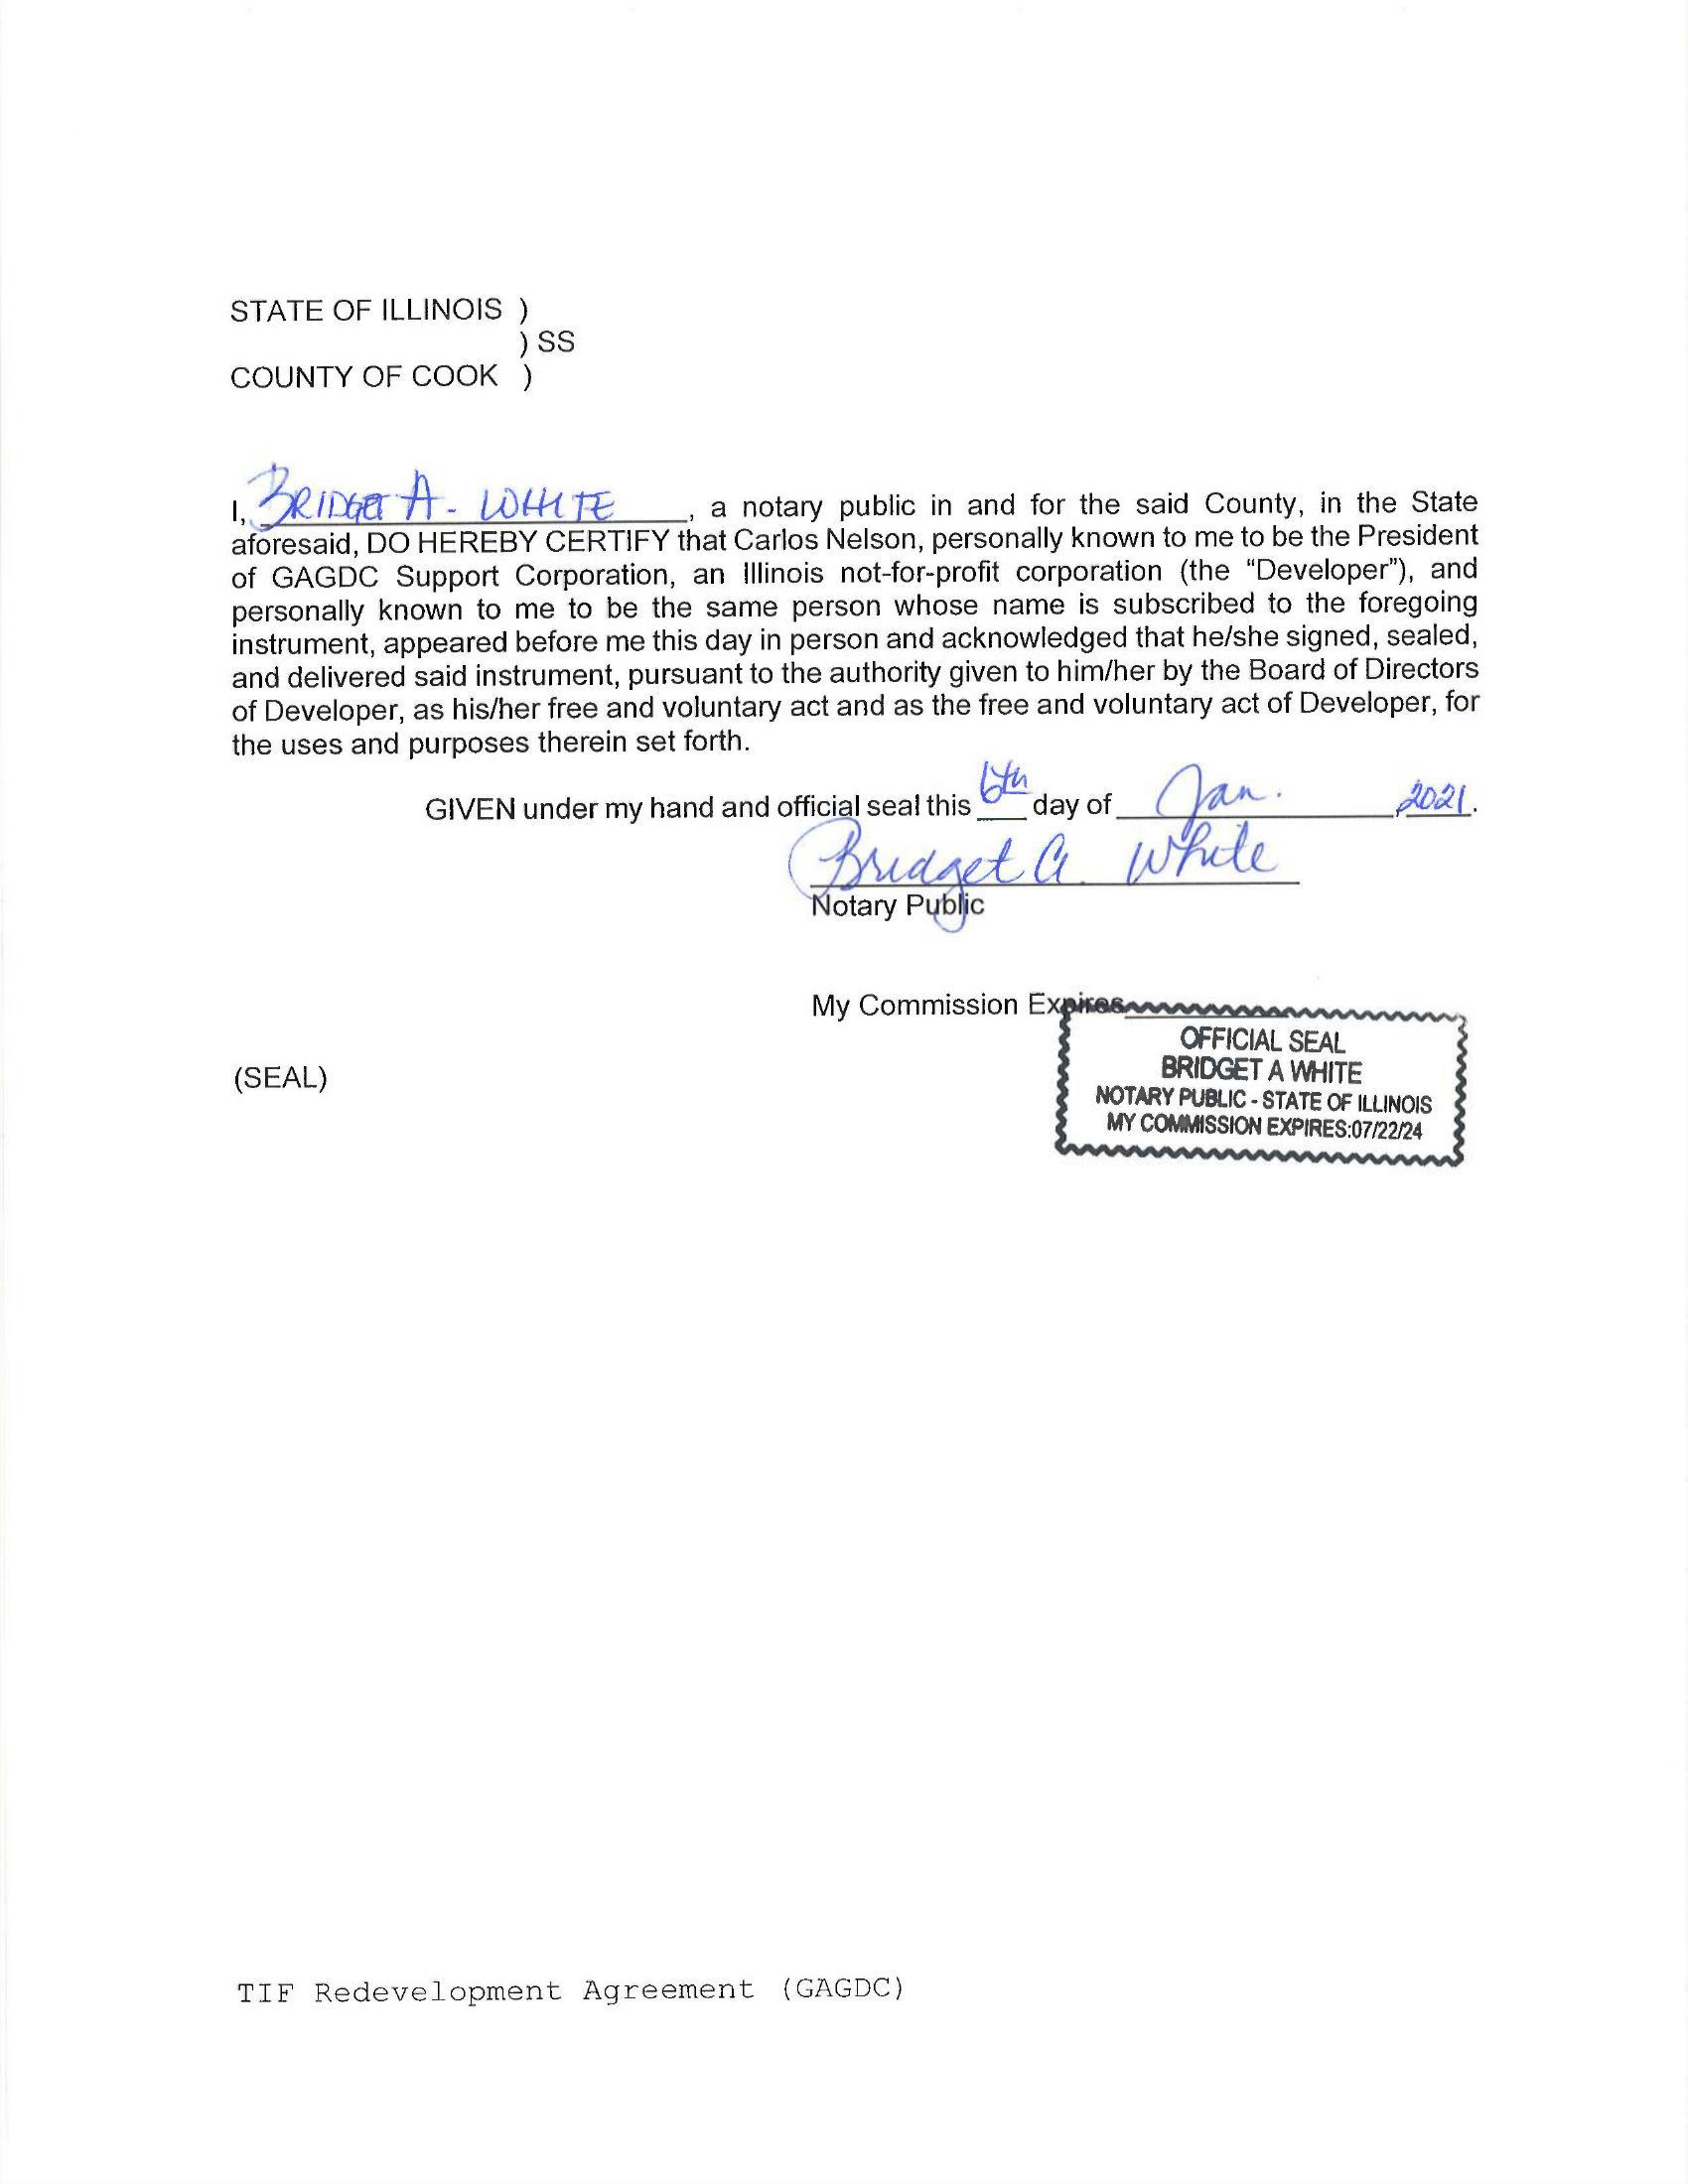 STATE OF ILLINOIS )
) SS
COUNTY OF COOK )
I, BRIDGET A. WHITE, a notary public in and for the said County, in the State
aforesaid, DO HEREBY CERTIFY that Carlos Nelson, personally known to me to be the President
of GAGDC Support Corporation, an Illinois not-for-profit corporation (the “Developer”), and
personally known to me to be the same person whose name is subscribed to the foregoing
instrument, appeared before me this day in person and acknowledged that he/she signed, sealed,
and delivered said instrument, pursuant to the authority given to him/her by the Board of Directors
of Developer, as his/her free and voluntary act and as the free and voluntary act of Developer, for
the uses and purposes therein set forth.
GIVEN under my hand and official seal this 6th day of Jan. , 2021.
Bridget A. White
Notary Public
My Commission Expires
(SEAL)
OFFICIAL SEAL
BRIDGET A WHITE
NOTARY PUBLIC - STATE OF ILLINOIS
MY COMMISSION EXPIRES:07/22/24
TIF Redevelopment Agreement (GAGDC)